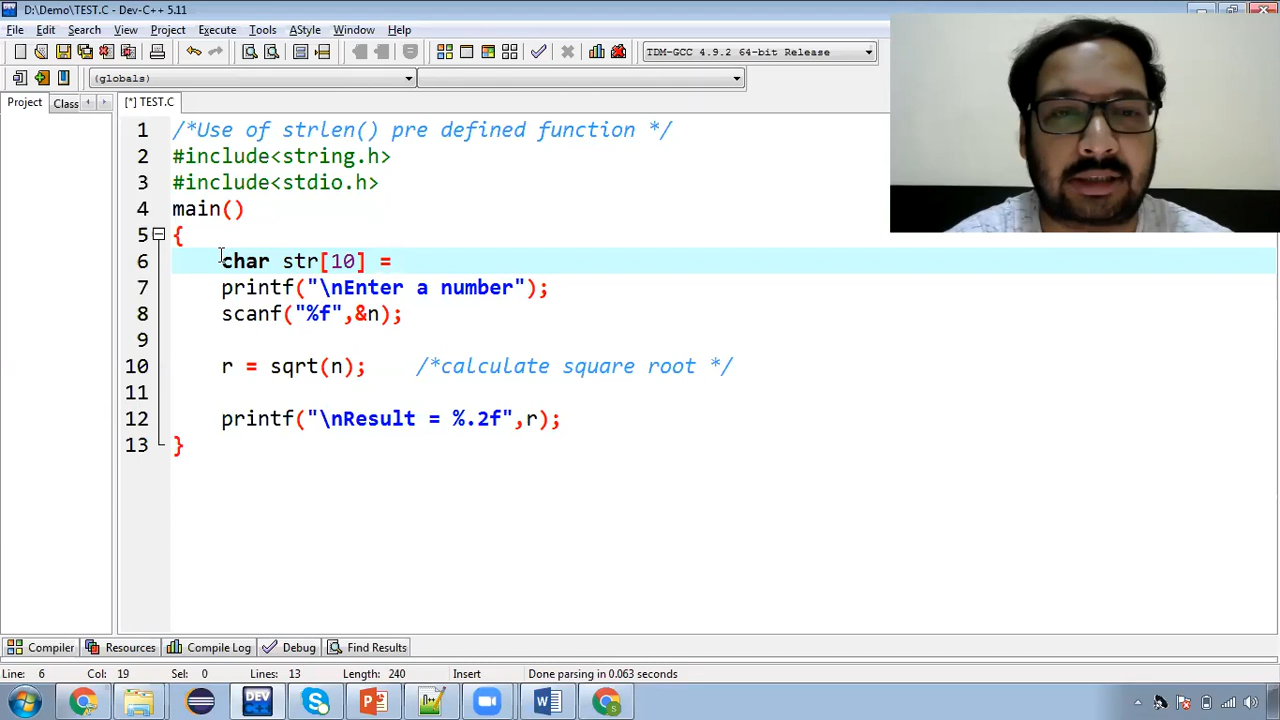 D:\Demo\TEST.C - Dev-C++ 5.11
File Edit Search View Project Execute Tools AStyle Window Help
TDM-GCC 4.9.2 64-bit Release
(globals)
Project Class [*] TEST.C
1 /*Use of strlen() pre defined function */
2 #include<string.h>
3 #include<stdio.h>
4 main()
5 {
6 char str[10] =
7 printf("\nEnter a number");
8 scanf("%f",&n);
9
10 r = sqrt(n); /*calculate square root */
11
12 printf("\nResult = %.2f",r);
13 }
Compiler Resources Compile Log Debug Find Results
Line: 6 Col: 19 Sel: 0 Lines: 13 Length: 240 Insert Done parsing in 0.063 seconds
DEV